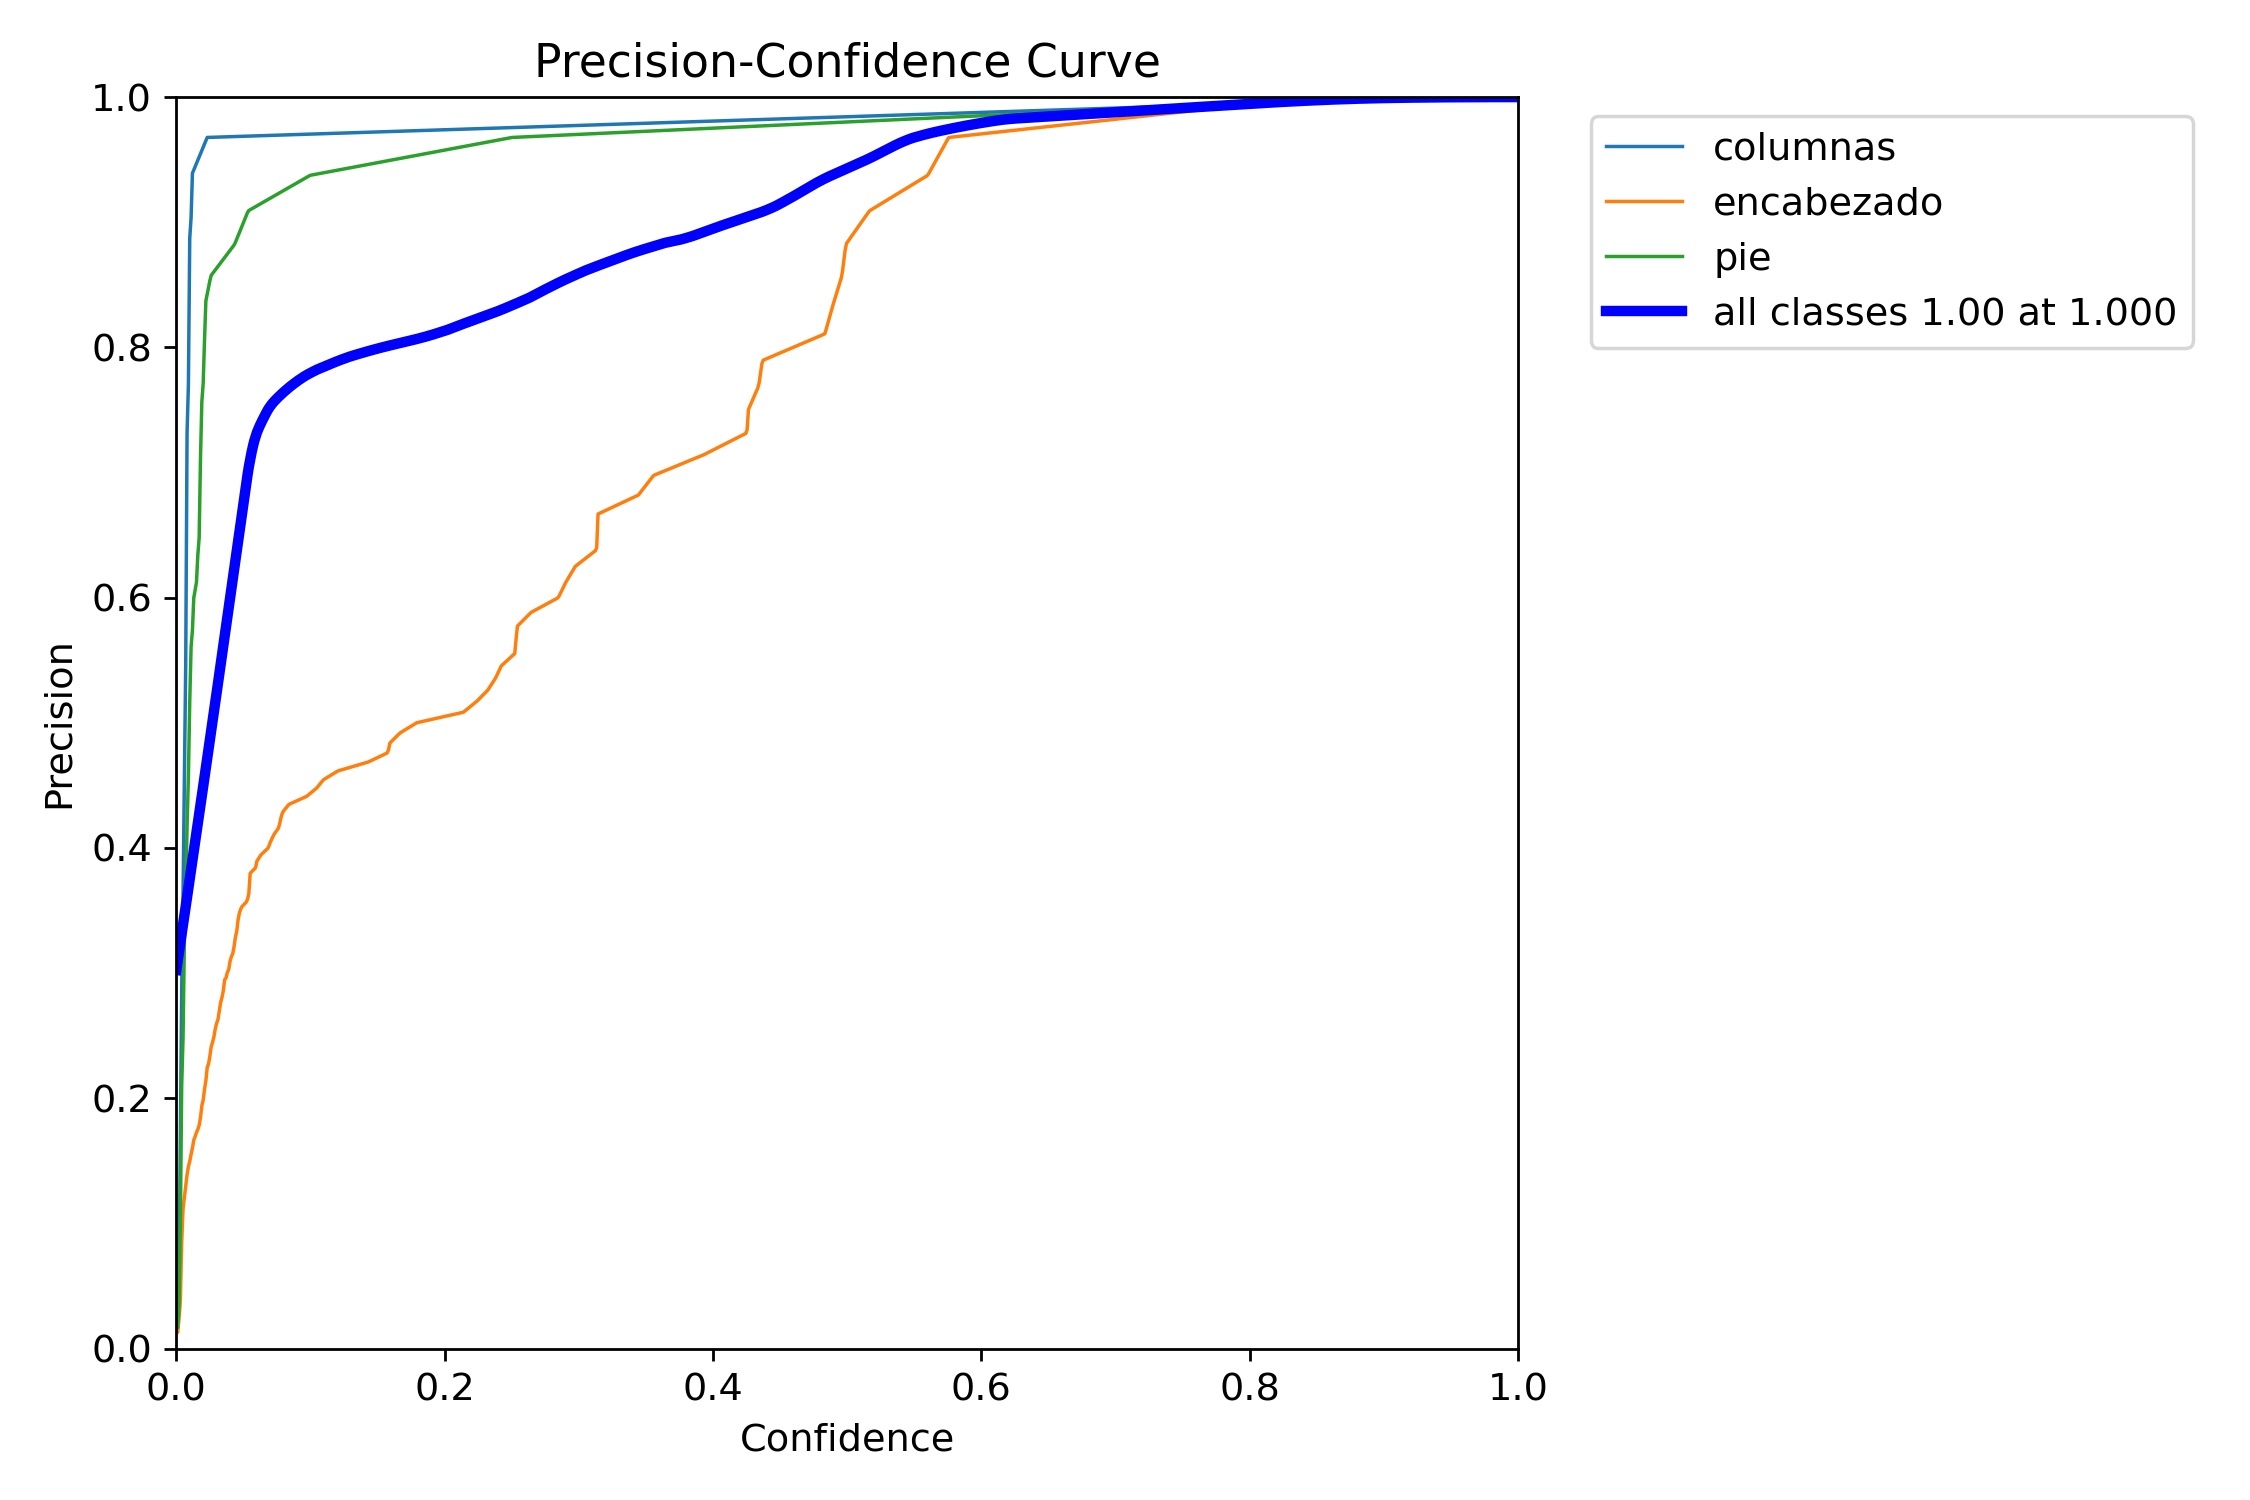 Precision-Confidence Curve
1.0
0.8
0.6
0.4
0.2
0.0
Precision
0.0 0.2 0.4 0.6 0.8 1.0
Confidence
columnas
encabezado
pie
all classes 1.00 at 1.000